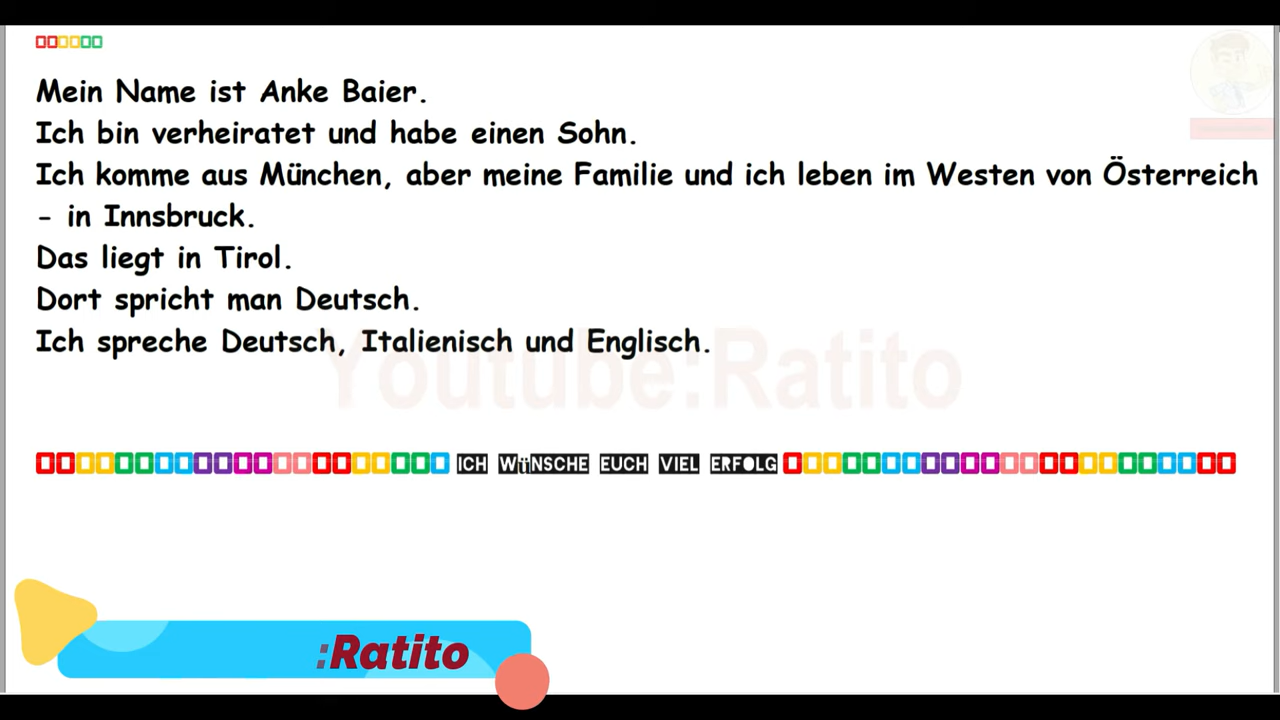 Mein Name ist Anke Baier.
Ich bin verheiratet und habe einen Sohn.
Ich komme aus München, aber meine Familie und ich leben im Westen von Österreich
- in Innsbruck.
Das liegt in Tirol.
Dort spricht man Deutsch.
Ich spreche Deutsch, Italienisch und Englisch.
Youtube:Ratito
ICH WüNSCHE EUCH VIEL ERFOLG
:Ratito